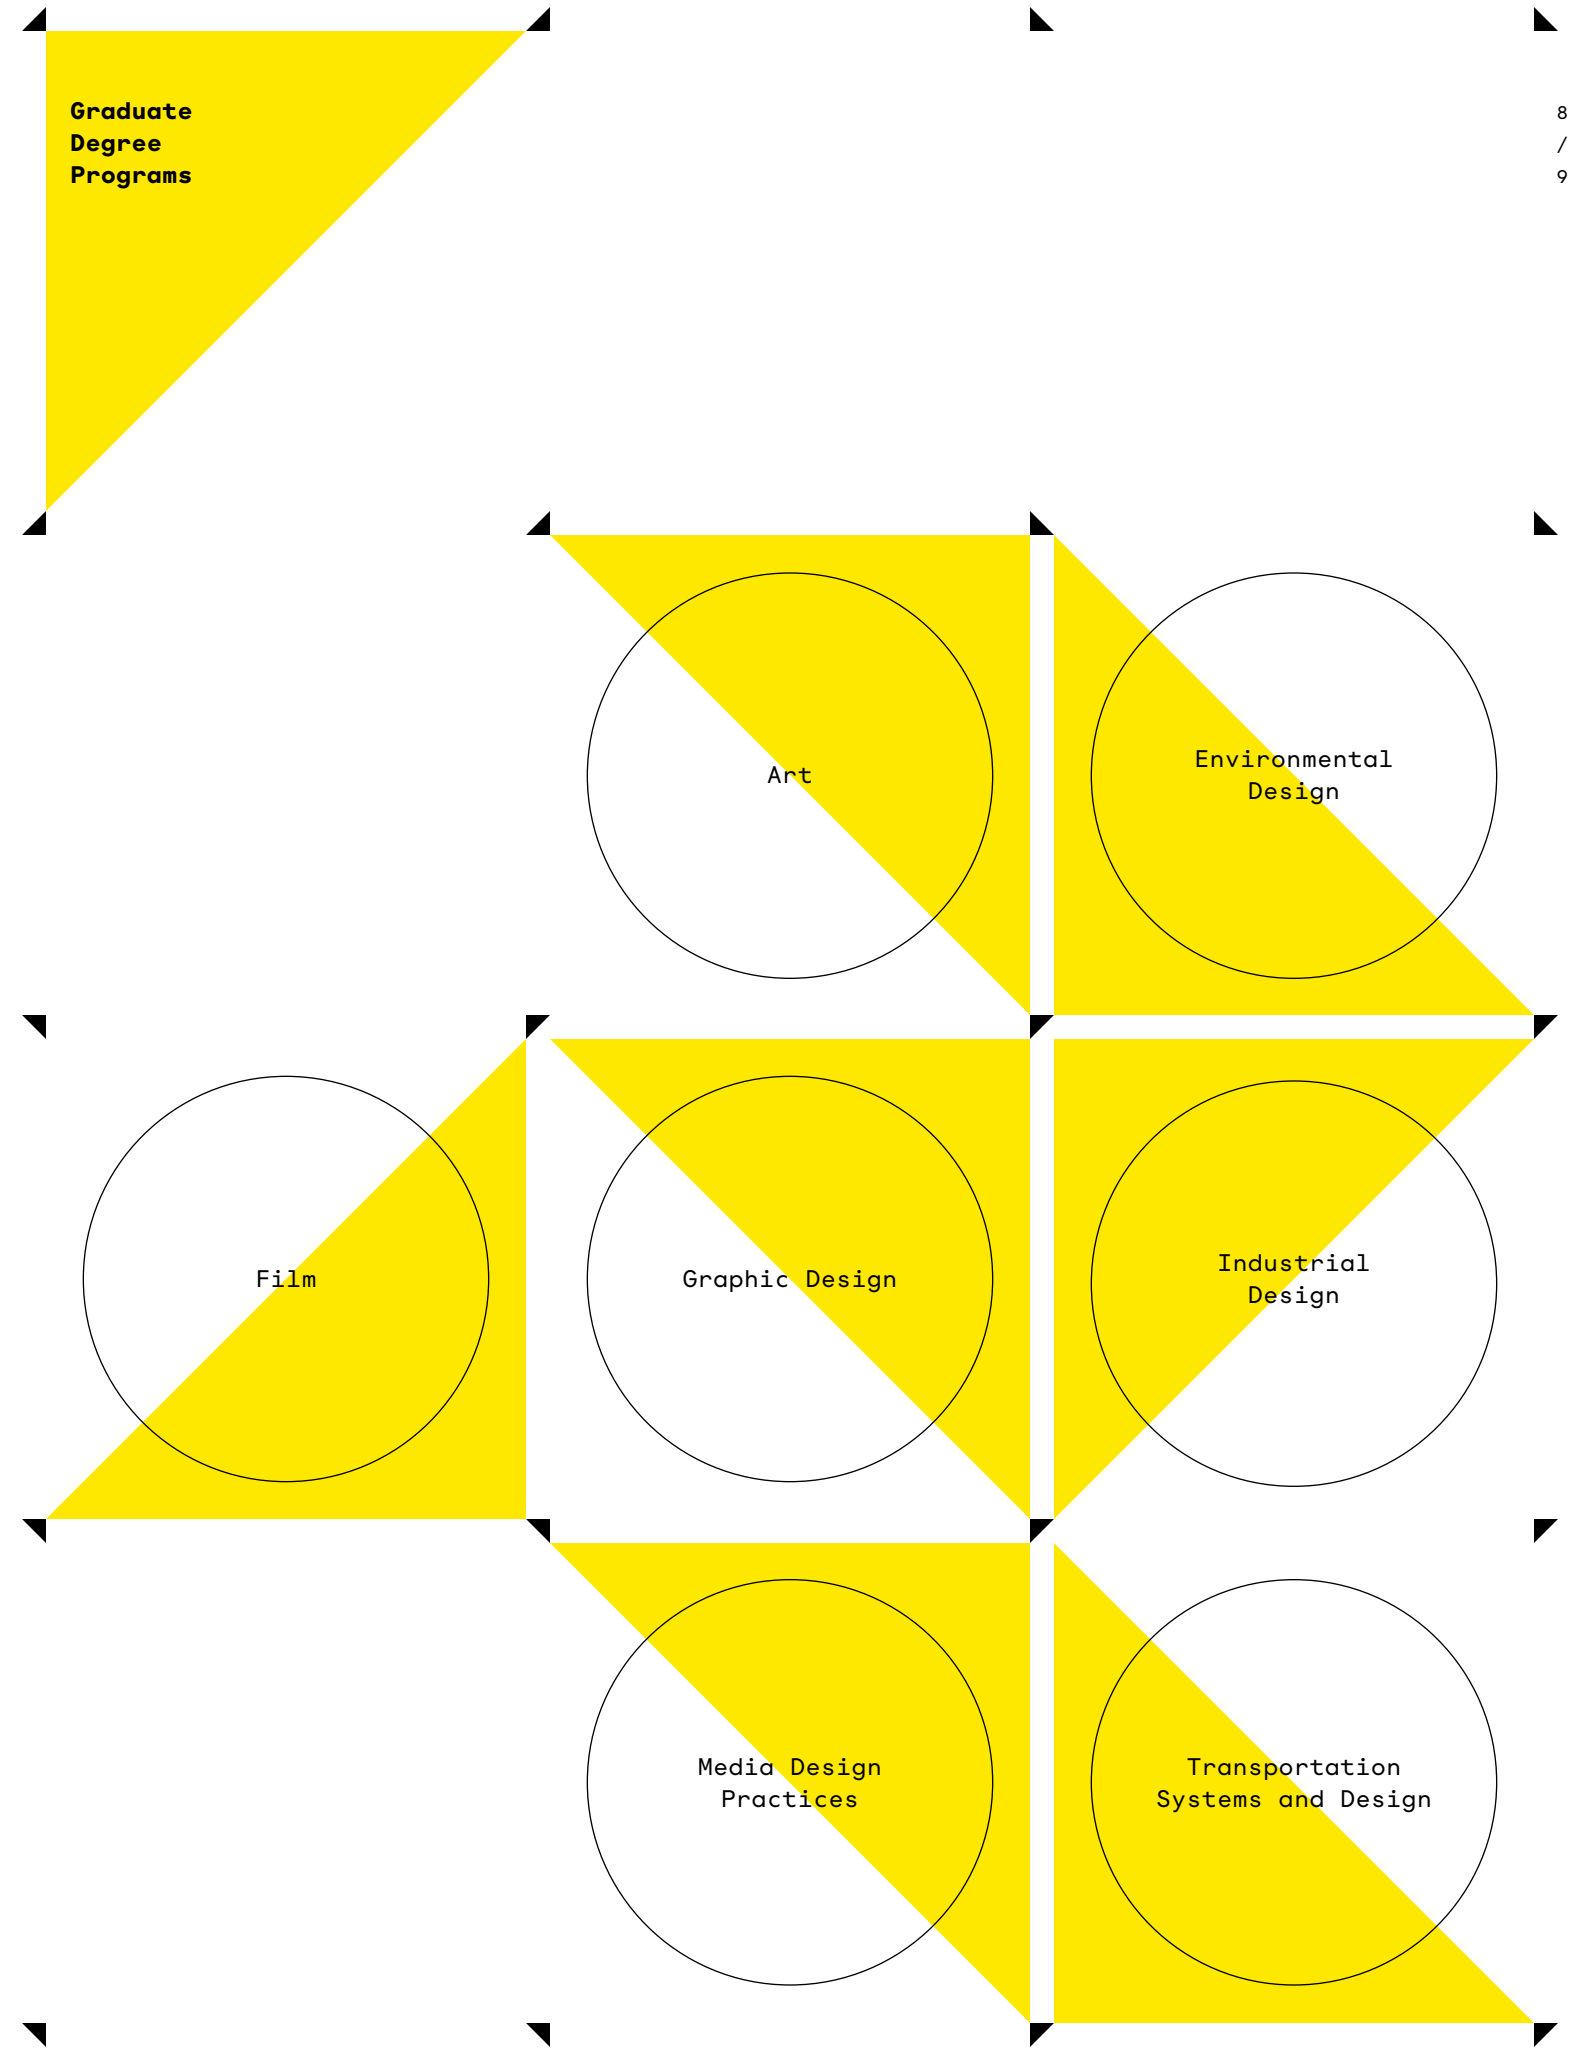 Graduate
Degree
Programs
8
/
9
Art
Environmental
Design
Film
Graphic Design
Industrial
Design
Media Design
Practices
Transportation
Systems and Design